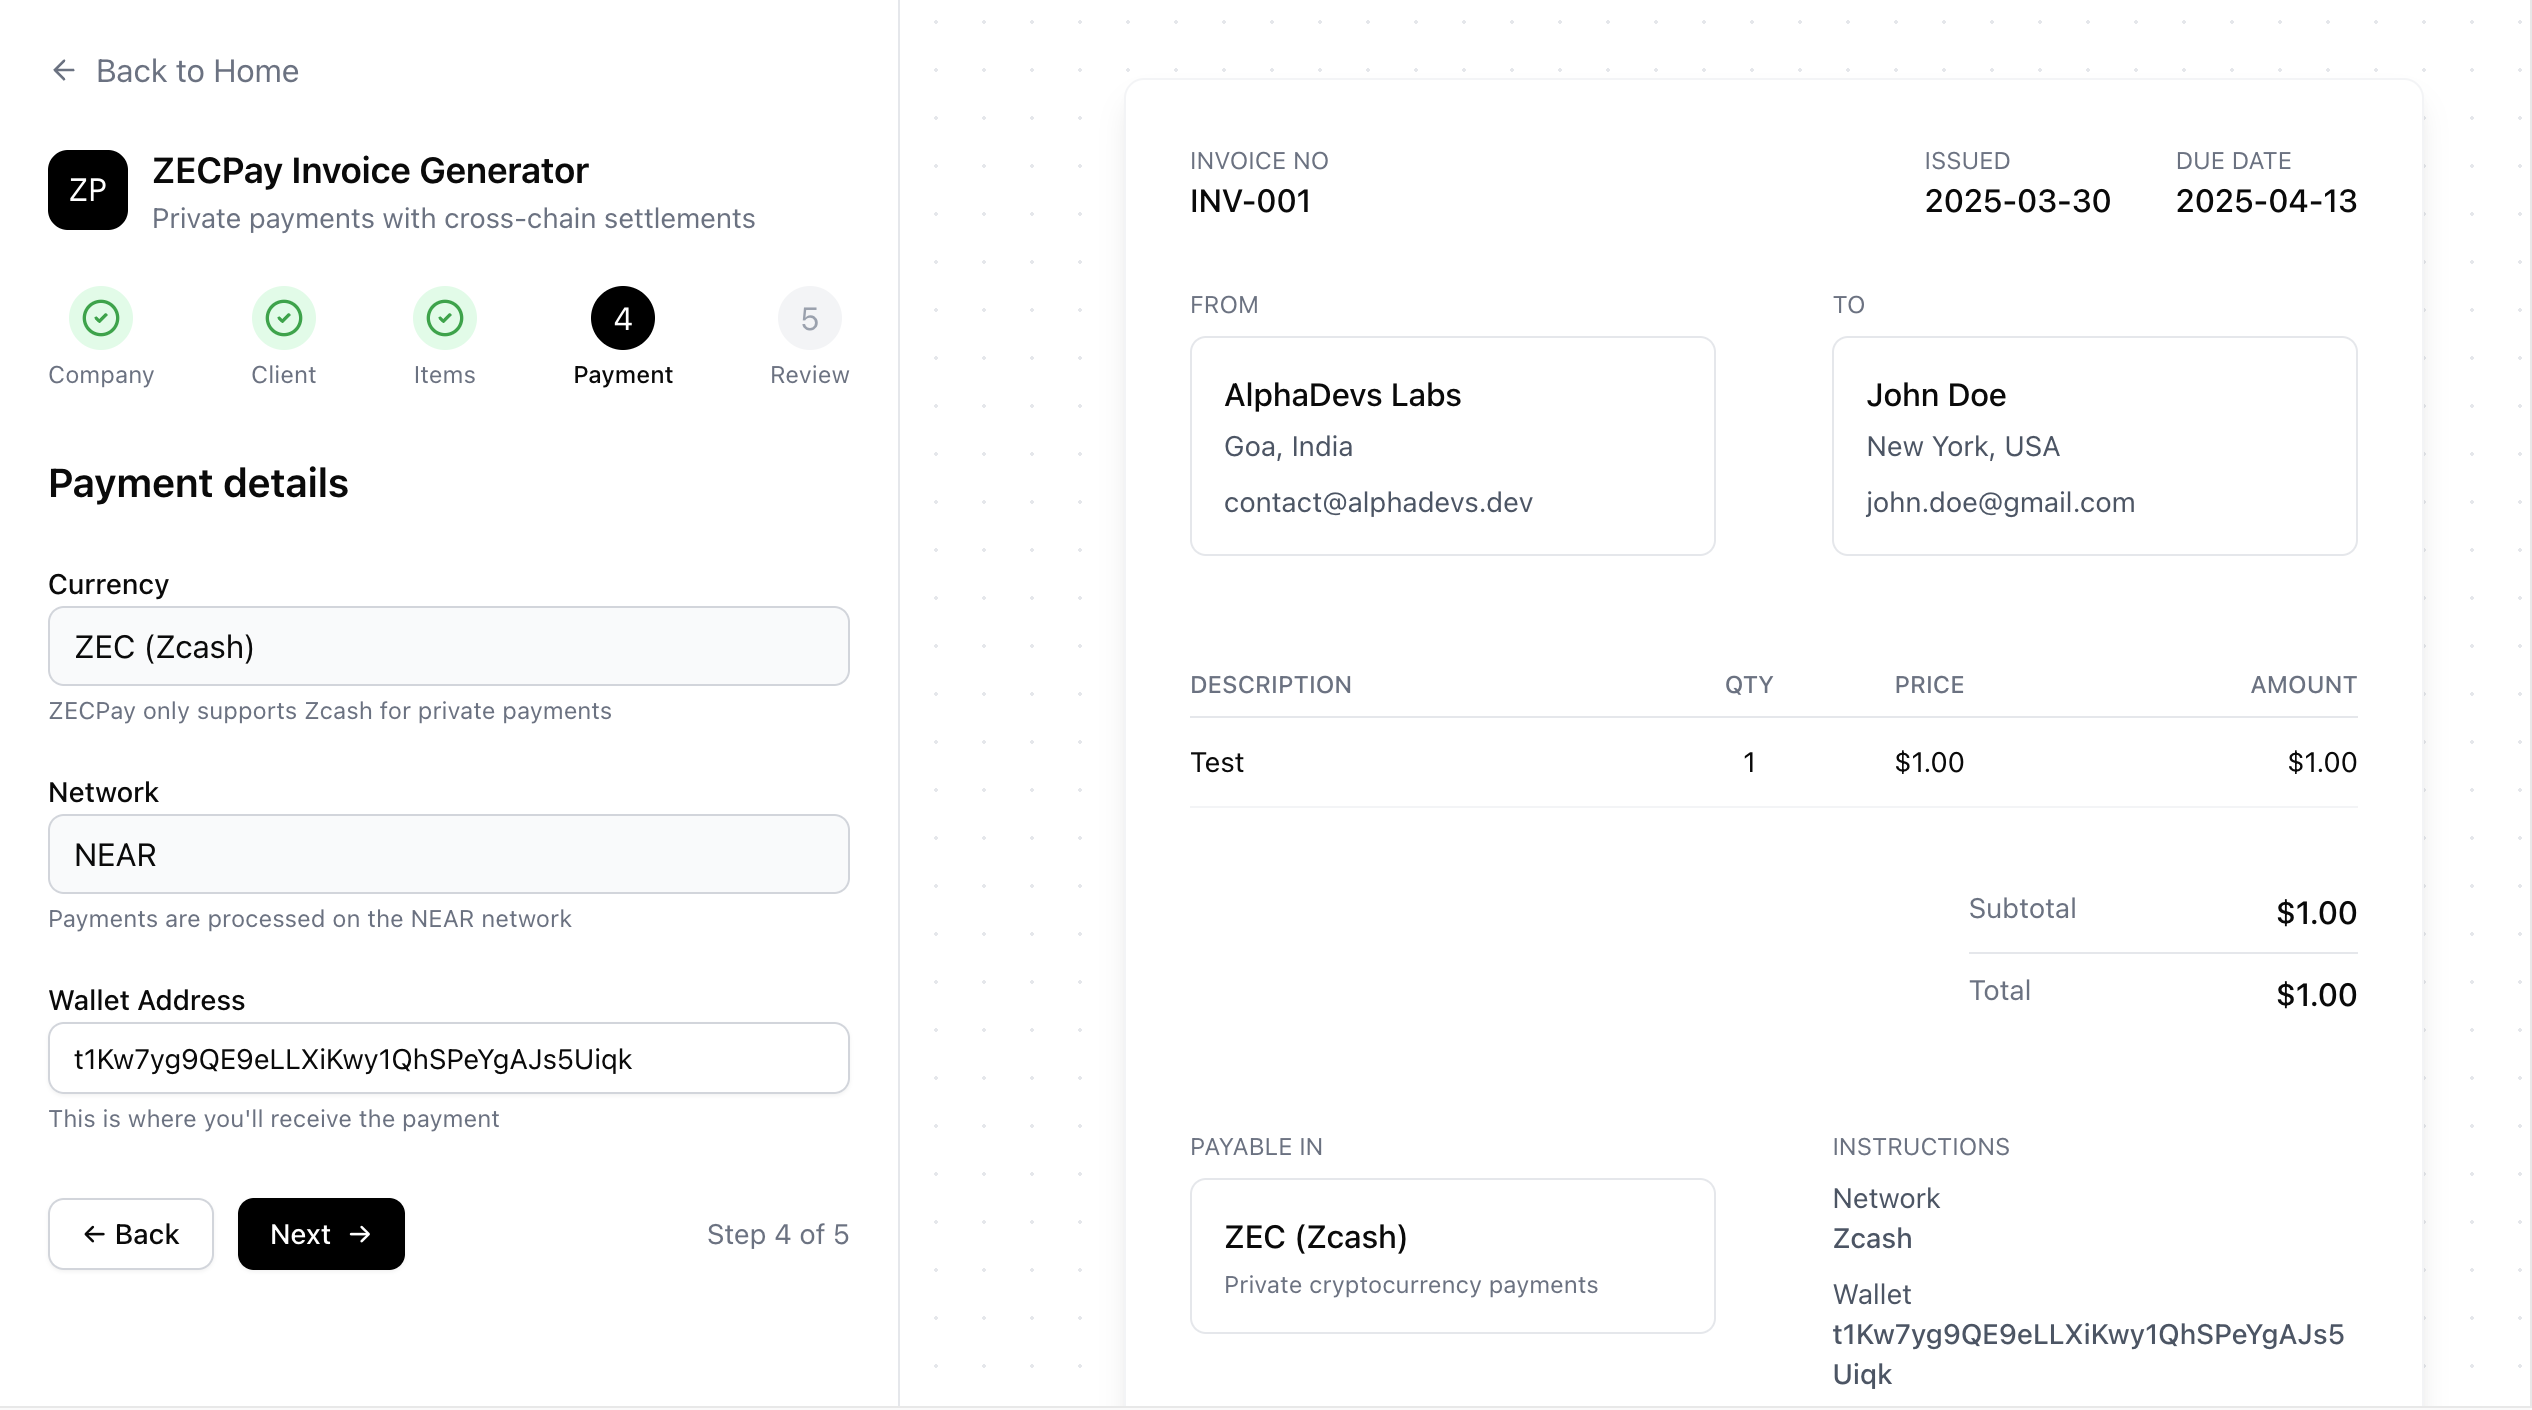 Back to Home
ZP
ZECPay Invoice Generator
Private payments with cross-chain settlements
4
5
Company
Client
Items
Payment
Review
Payment details
Currency
ZEC (Zcash)
ZECPay only supports Zcash for private payments
Network
NEAR
Payments are processed on the NEAR network
Wallet Address
t1Kw7yg9QE9eLLXiKwy1QhSPeYgAJs5Uiqk
This is where you'll receive the payment
← Back
Next →
Step 4 of 5
INVOICE NO
INV-001
ISSUED
2025-03-30
DUE DATE
2025-04-13
FROM
AlphaDevs Labs
Goa, India
contact@alphadevs.dev
TO
John Doe
New York, USA
john.doe@gmail.com
DESCRIPTION QTY PRICE AMOUNT
Test 1 $1.00 $1.00
Subtotal $1.00
Total $1.00
PAYABLE IN
ZEC (Zcash)
Private cryptocurrency payments
INSTRUCTIONS
Network
Zcash
Wallet
t1Kw7yg9QE9eLLXiKwy1QhSPeYgAJs5
Uiqk